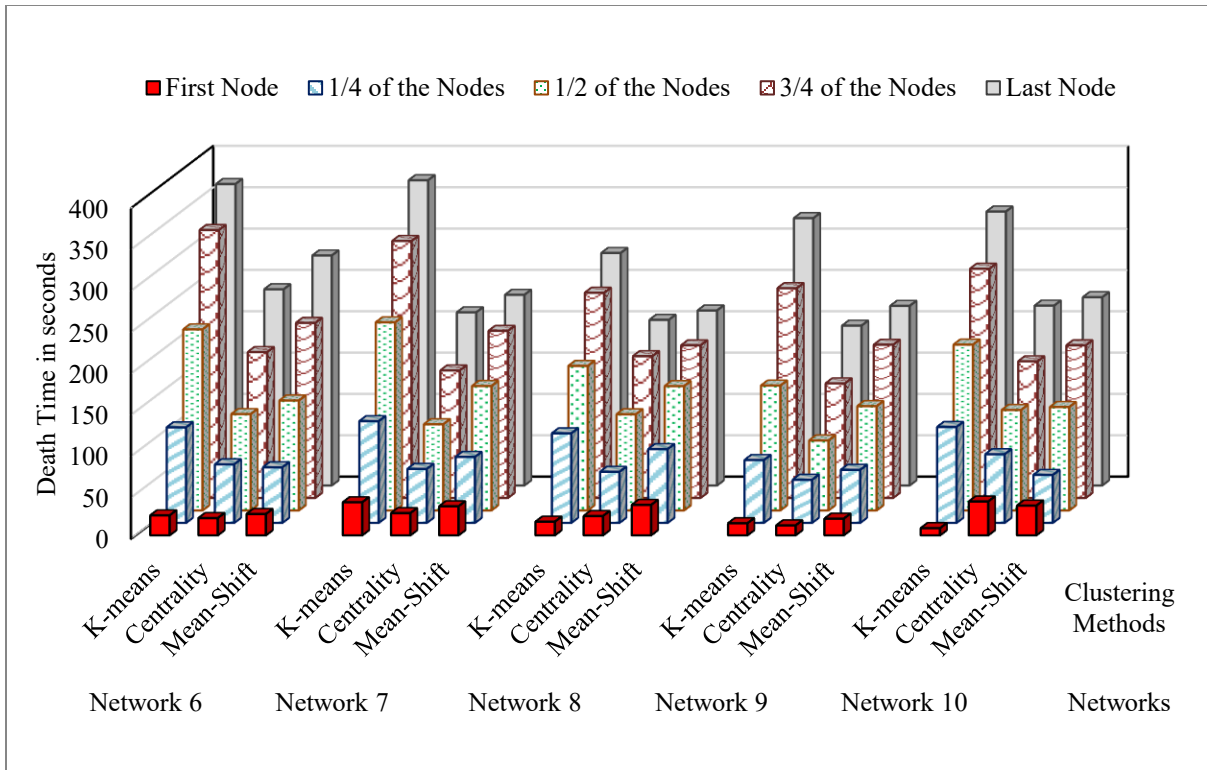 First Node 1/4 of the Nodes 1/2 of the Nodes 3/4 of the Nodes Last Node
Death Time in seconds
400
350
300
250
200
150
100
50
0
K-means
Centrality
Mean-Shift
K-means
Centrality
Mean-Shift
K-means
Centrality
Mean-Shift
K-means
Centrality
Mean-Shift
K-means
Centrality
Mean-Shift
Clustering
Methods
Network 6 Network 7 Network 8 Network 9 Network 10 Networks